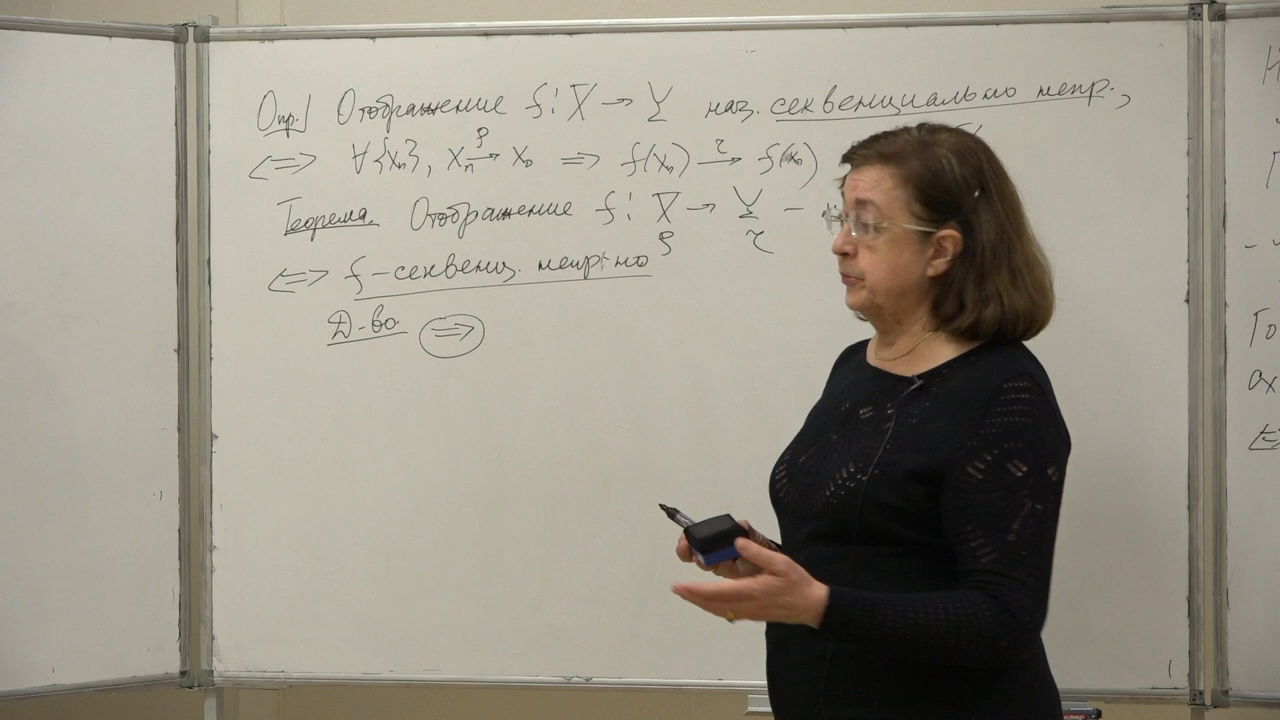 Опр.] Отображение f: X → Y наз. секвенциально непр.,
⟺ ∀{xₙ}, xₙ →^ρ x₀ ⟹ f(xₙ) →^τ f(x₀)
Теорема. Отображение f: X → Y –
ρ τ
⟺ f – секвенц. непр-но
Д-во ⟹